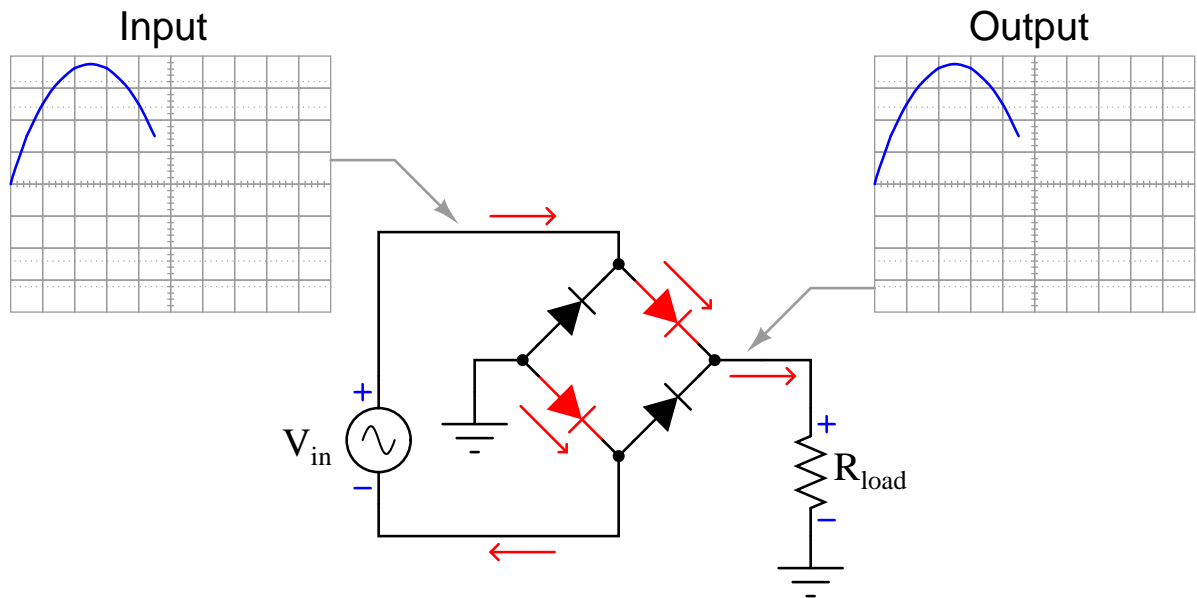 Input
Output
+
V_in
−
+
R_load
−